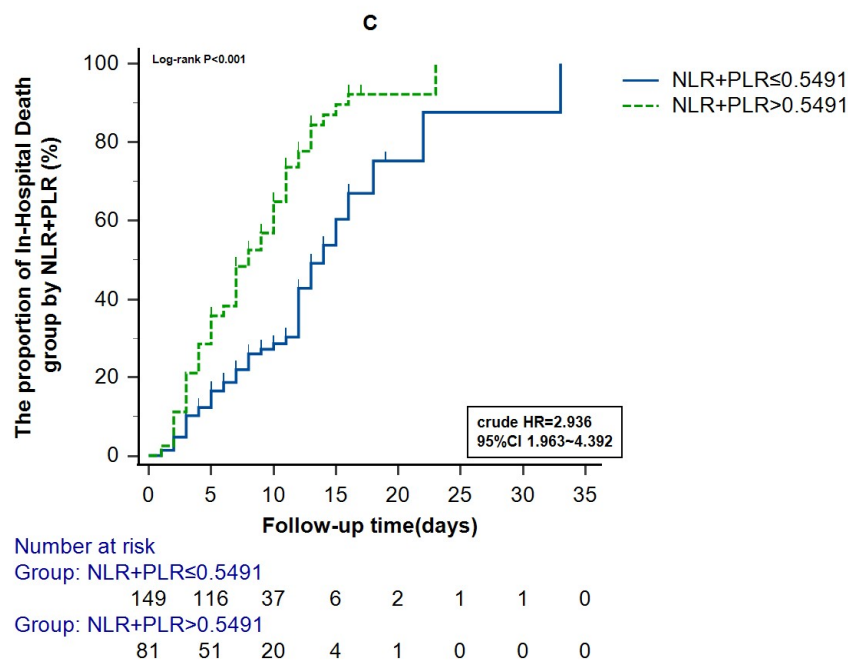 C
Log-rank P<0.001
NLR+PLR≤0.5491
NLR+PLR>0.5491
The proportion of In-Hospital Death
group by NLR+PLR (%)
100
80
60
40
20
0
crude HR=2.936
95%CI 1.963~4.392
0 5 10 15 20 25 30 35
Follow-up time(days)
Number at risk
Group: NLR+PLR≤0.5491
149 116 37 6 2 1 1 0
Group: NLR+PLR>0.5491
81 51 20 4 1 0 0 0